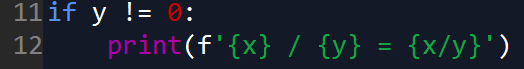 11 if y != 0:
12     print(f'{x} / {y} = {x/y}')